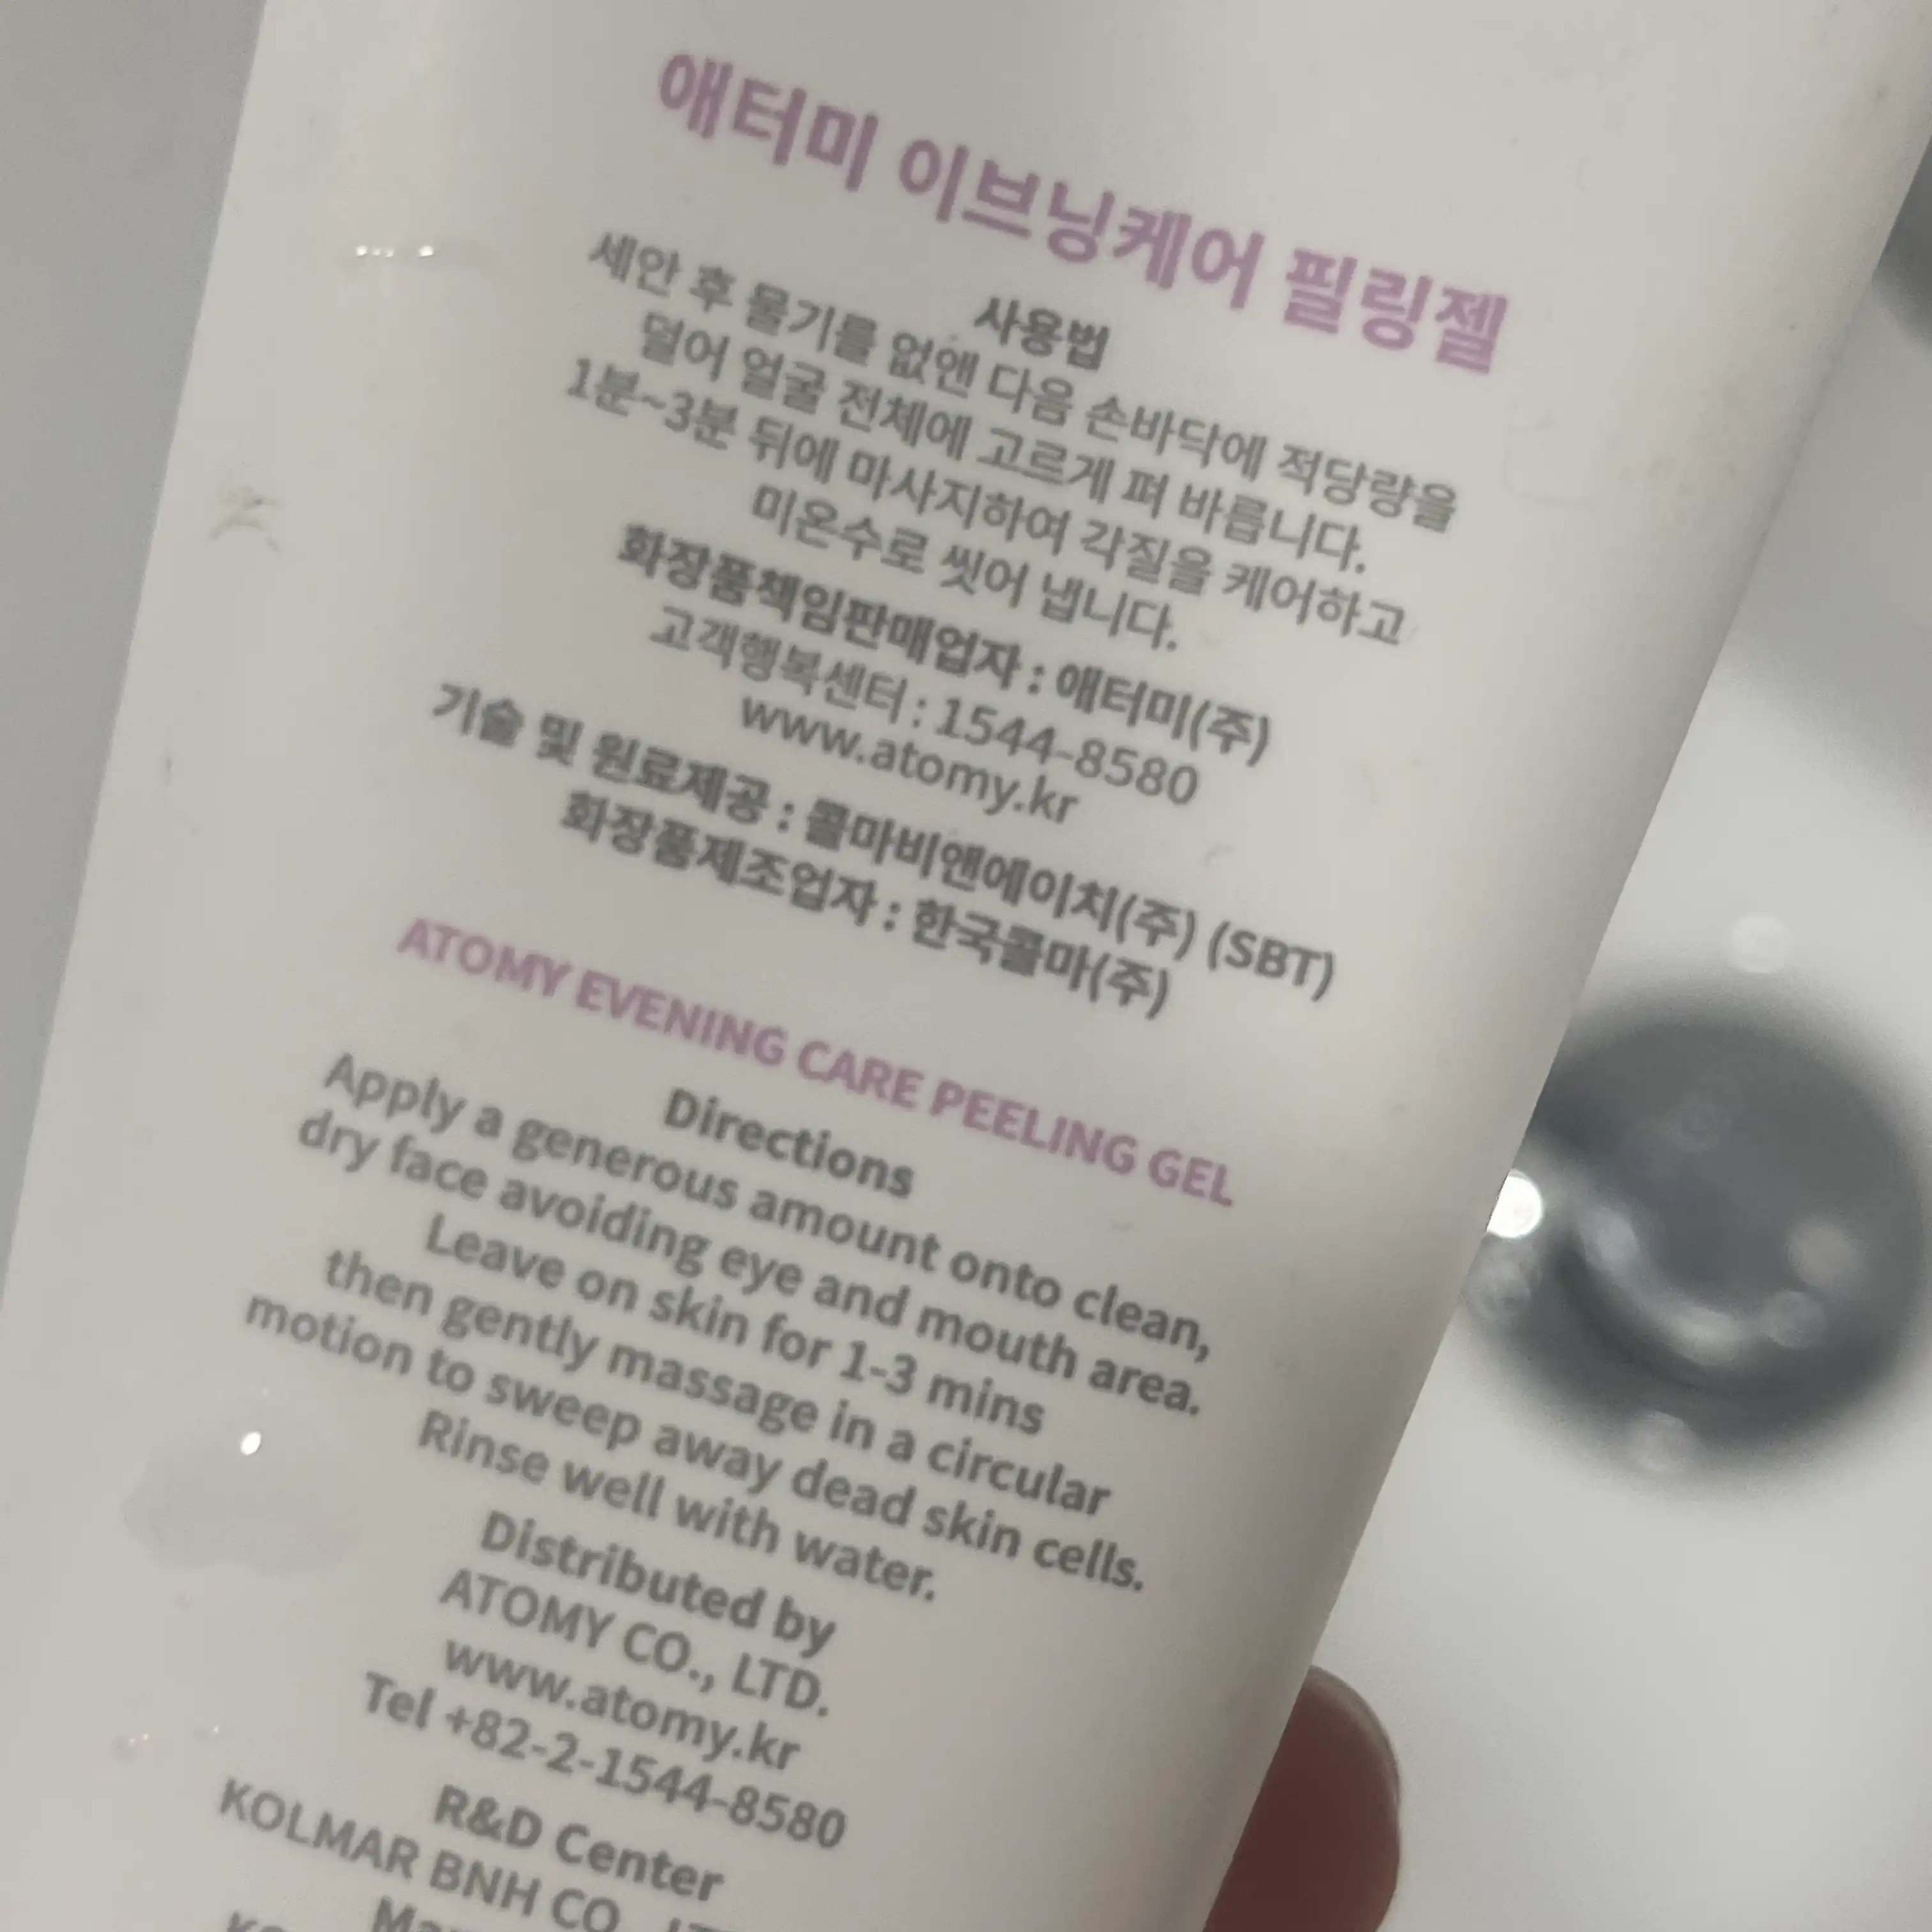 애터미 이브닝케어 필링젤
사용법
세안 후 물기를 없앤 다음 손바닥에 적당량을
덜어 얼굴 전체에 고르게 펴 바릅니다.
1분~3분 뒤에 마사지하여 각질을 케어하고
미온수로 씻어 냅니다.
화장품책임판매업자 : 애터미(주)
고객행복센터 : 1544-8580
www.atomy.kr
기술 및 원료제공 : 콜마비앤에이치(주) (SBT)
화장품제조업자 : 한국콜마(주)
ATOMY EVENING CARE PEELING GEL
Directions
Apply a generous amount onto clean,
dry face avoiding eye and mouth area.
Leave on skin for 1-3 mins
then gently massage in a circular
motion to sweep away dead skin cells.
Rinse well with water.
Distributed by
ATOMY CO., LTD.
www.atomy.kr
Tel +82-2-1544-8580
R&D Center
KOLMAR BNH CO.,